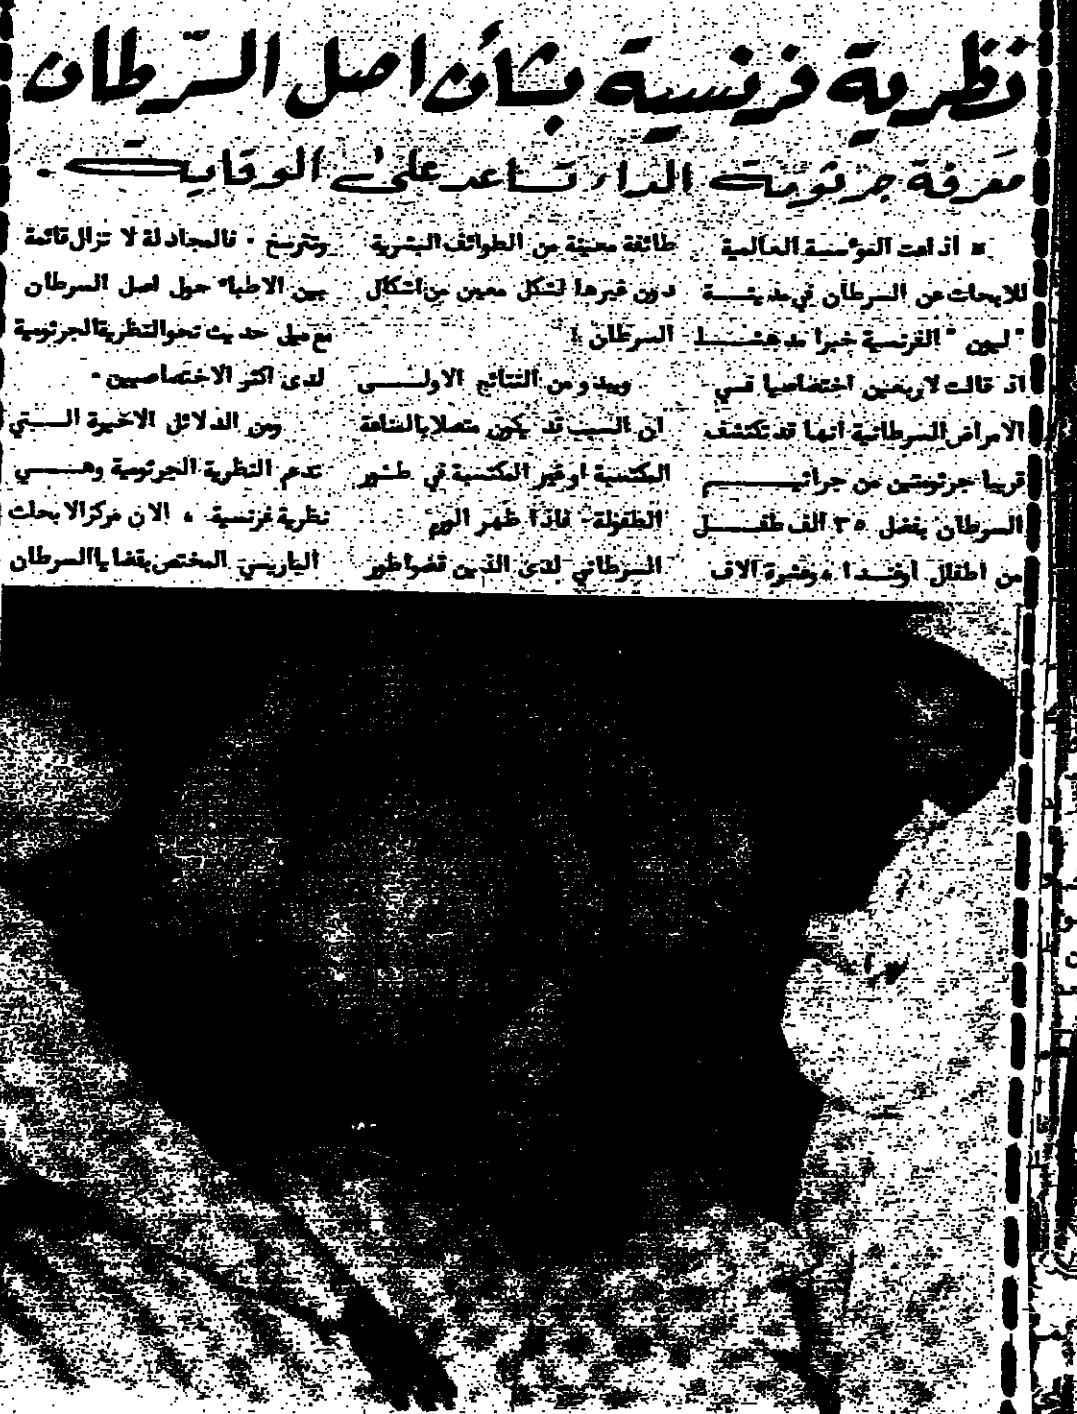 نظرية فرنسية بشأن اصل السّرطان
معرفة جرثومة الداء تساعد على الوقاية .
* اذاعت المؤسسة العالمية
للابحاث عن السرطان في مدينة
" ليون " الفرنسية خبرا مدهشا
اذ قالت لاربعين اختصاصيا في
الامراض السرطانية انها قد تكتشف
قريبا جرثومتين من جراثيم
السرطان بفضل ٣٥ الف طفل
من اطفال اوغندا ، وعشرة آلاف
طائفة معينة من الطوائف البشرية
دون غيرها لشكل معين من اشكال
السرطان !
ويبدو من النتائج الاولى
ان السبب قد يكون متصلا بالمناعة
المكتسبة او غير المكتسبة في طور
الطفولة - فاذا ظهر الورم
السرطاني لدى الذين قضوا طور
وتترسخ . فالمجادلة لا تزال قائمة
بين الاطباء حول اصل السرطان
مع ميل حديث نحو النظرية الجرثومية
لدى اكثر الاختصاصيين .
ومن الدلائل الاخيرة التي
تدعم النظرية الجرثومية وهي
نظرية فرنسية ، الان مركز الابحاث
الباريسي المختص بقضايا السرطان